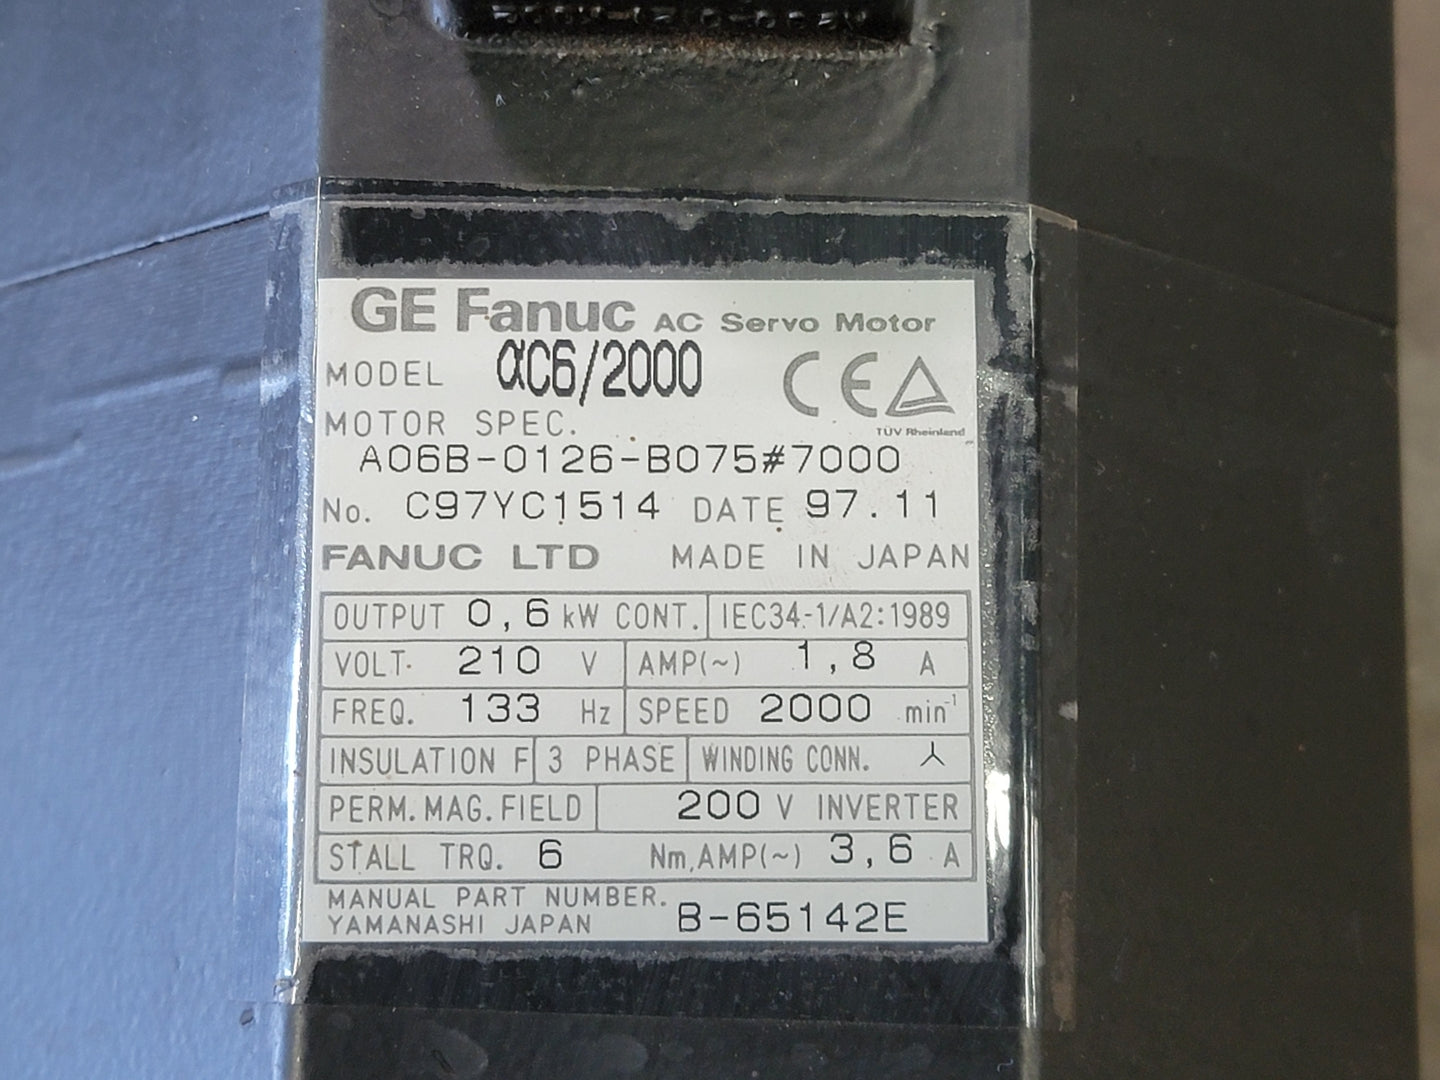 GE Fanuc AC Servo Motor
MODEL αC6/2000 CE
TÜV Rheinland
MOTOR SPEC.
A06B-0126-B075#7000
No. C97YC1514 DATE 97.11
FANUC LTD MADE IN JAPAN
OUTPUT 0,6 kW CONT. IEC34-1/A2:1989
VOLT. 210 V AMP(~) 1,8 A
FREQ. 133 Hz SPEED 2000 min⁻¹
INSULATION F 3 PHASE WINDING CONN. 人
PERM.MAG.FIELD 200 V INVERTER
STALL TRQ. 6 Nm,AMP(~) 3,6 A
MANUAL PART NUMBER.
YAMANASHI JAPAN B-65142E